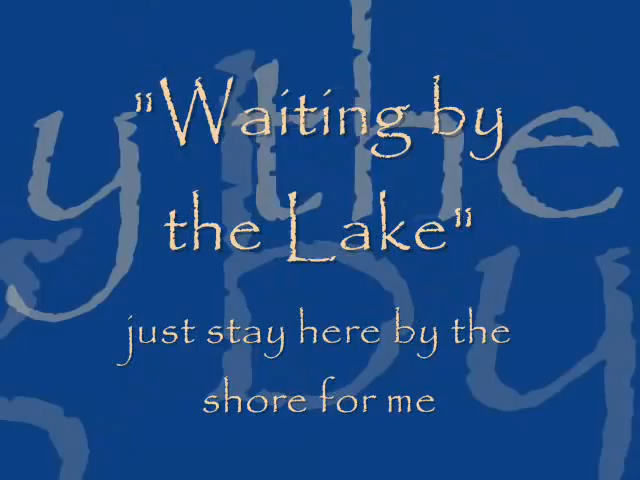 "Waiting by
the Lake"
just stay here by the
shore for me